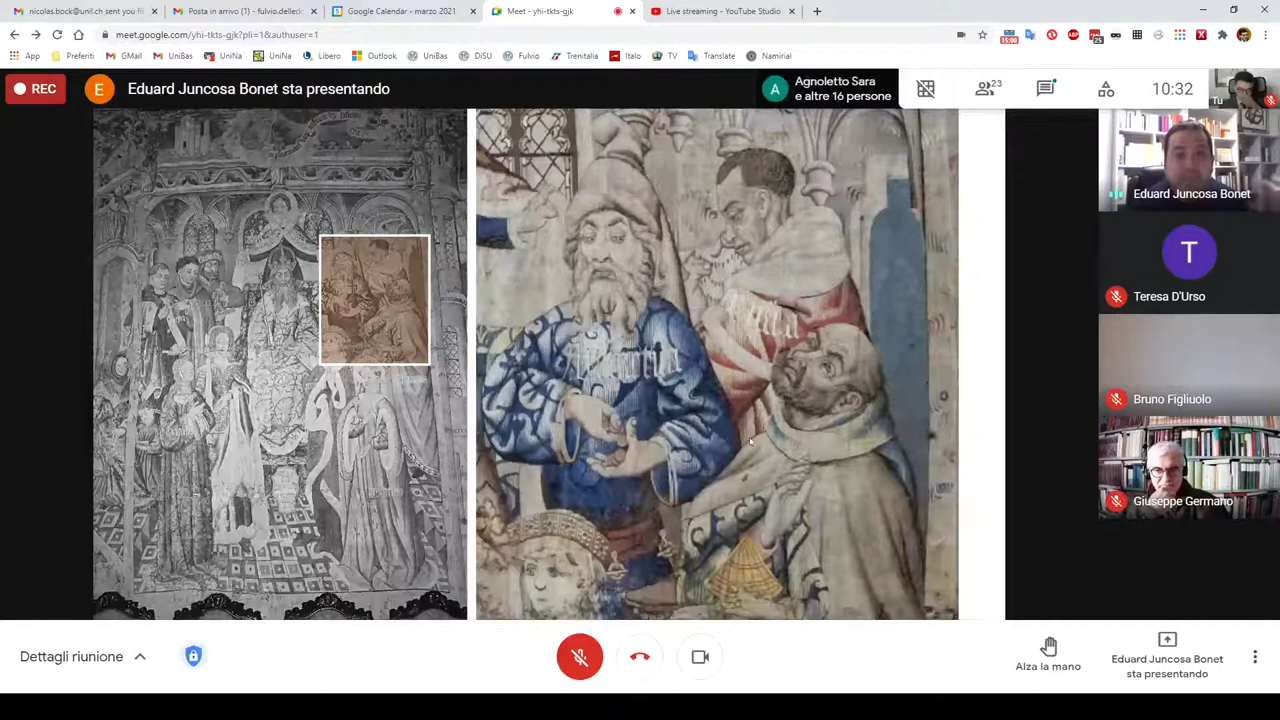 nicolas.bock@unil.ch sent you fil
Posta in arrivo (1) - fulvio.delledo
Google Calendar - marzo 2021
Meet - yhi-tkts-gjk
Live streaming - YouTube Studio
meet.google.com/yhi-tkts-gjk?pli=1&authuser=1
15:00
25
App
Preferiti
GMail
UniBas
UniNa
UniNa
Libero
Outlook
UniBas
DiSU
Fulvio
Trenitalia
Italo
TV
Translate
Namirial
REC
E
Eduard Juncosa Bonet sta presentando
A
Agnoletto Sara
e altre 16 persone
23
10:32
Tu
Eduard Juncosa Bonet
T
Teresa D'Urso
Bruno Figliuolo
Giuseppe Germano
Dettagli riunione
Alza la mano
Eduard Juncosa Bonet
sta presentando